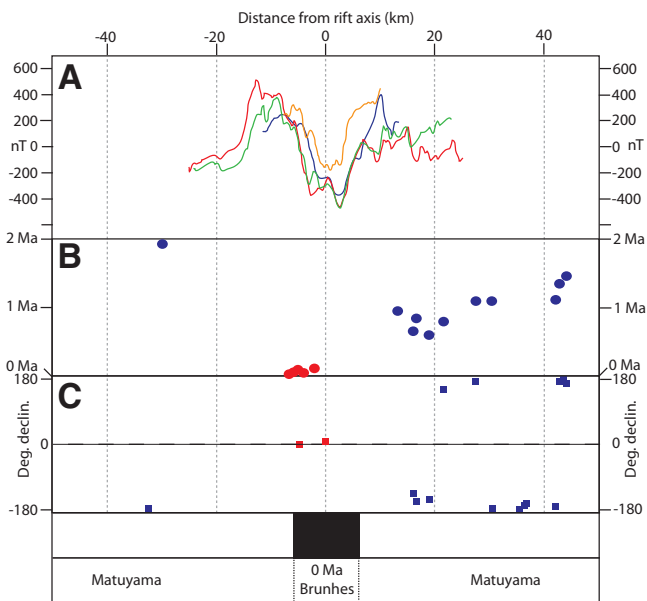 Distance from rift axis (km)
-40 -20 0 20 40
A
600 600
400 400
200 200
nT 0 0 nT
-200 -200
-400 -400
2 Ma 2 Ma
B
1 Ma 1 Ma
0 Ma 0 Ma
180 180
C
Deg. declin. 0 0 Deg. declin.
-180 -180
Matuyama 0 Ma Matuyama
Brunhes